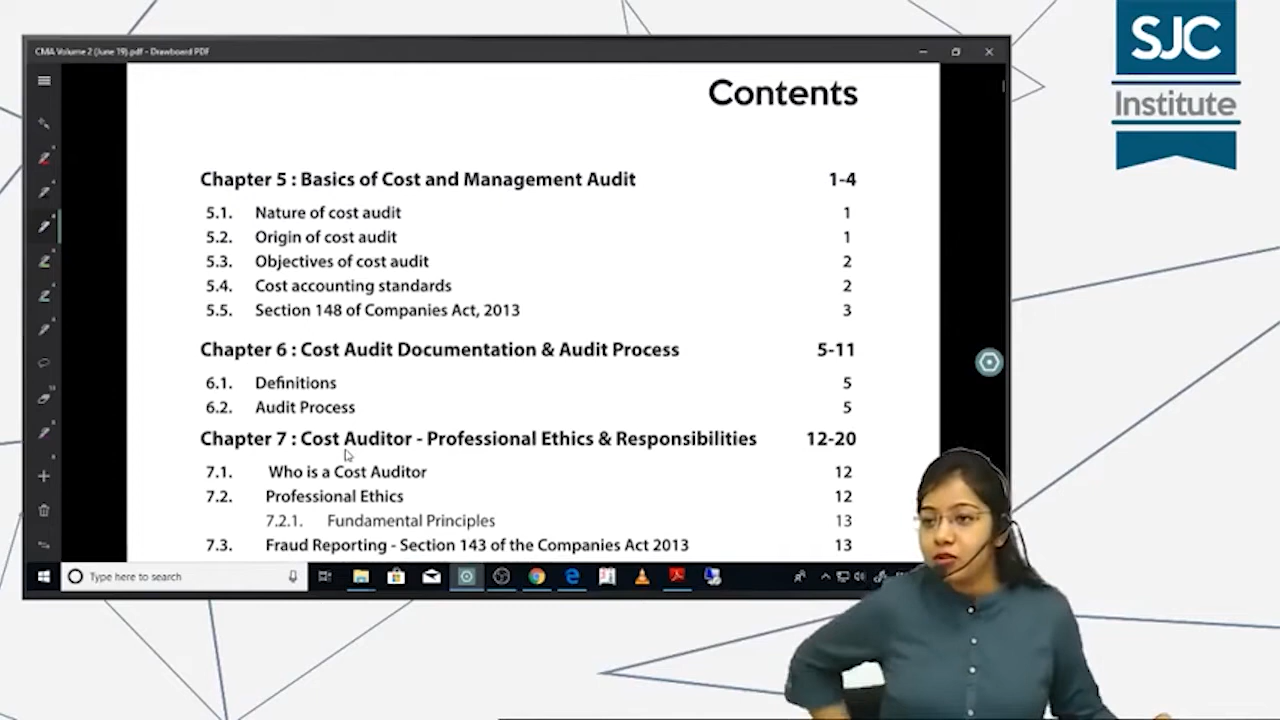 SJC
Institute
CMA Volume 2 (June 19).pdf - Drawboard PDF
Contents
Chapter 5 : Basics of Cost and Management Audit 1-4
5.1. Nature of cost audit 1
5.2. Origin of cost audit 1
5.3. Objectives of cost audit 2
5.4. Cost accounting standards 2
5.5. Section 148 of Companies Act, 2013 3
Chapter 6 : Cost Audit Documentation & Audit Process 5-11
6.1. Definitions 5
6.2. Audit Process 5
Chapter 7 : Cost Auditor - Professional Ethics & Responsibilities 12-20
7.1. Who is a Cost Auditor 12
7.2. Professional Ethics 12
7.2.1. Fundamental Principles 13
7.3. Fraud Reporting - Section 143 of the Companies Act 2013 13
Type here to search